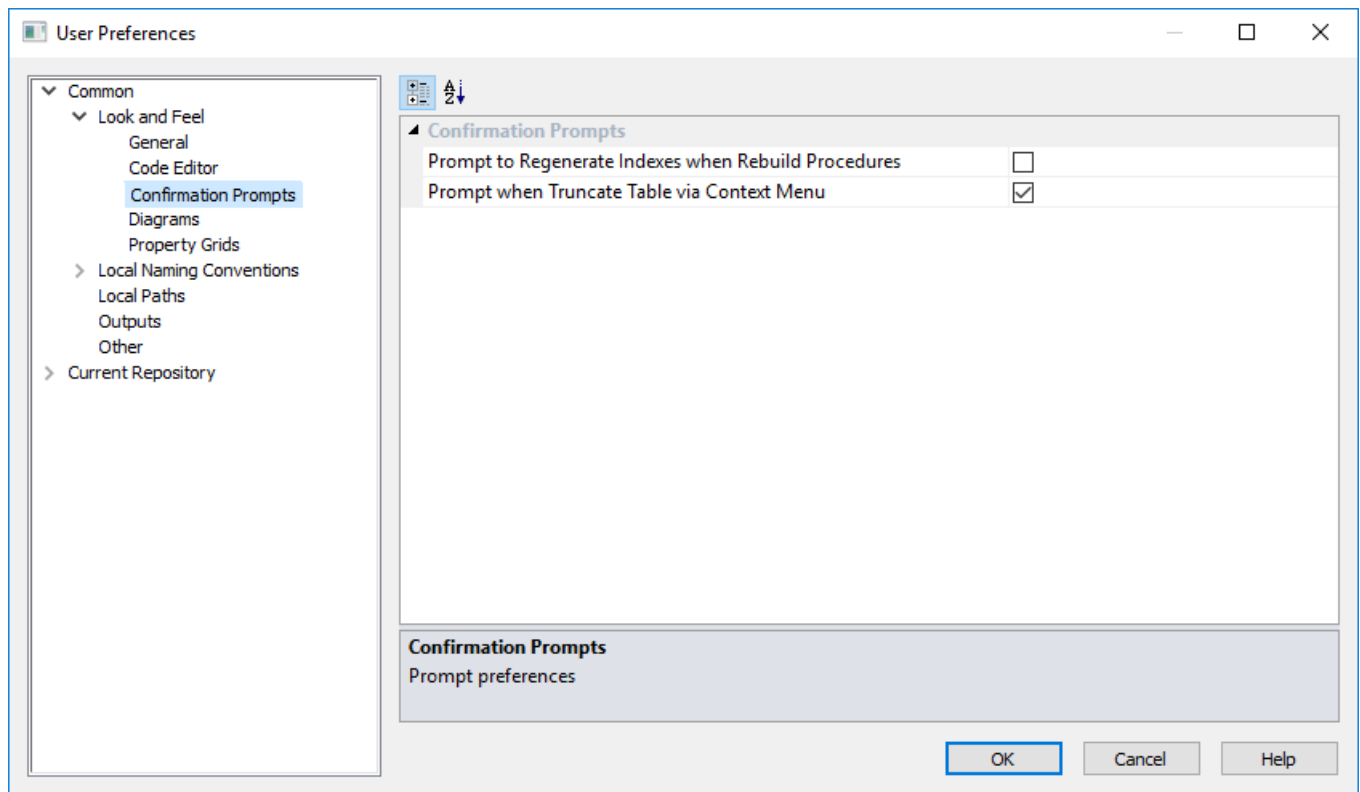 User Preferences
Common
Look and Feel
General
Code Editor
Confirmation Prompts
Diagrams
Property Grids
Local Naming Conventions
Local Paths
Outputs
Other
Current Repository
A
Z
Confirmation Prompts
Prompt to Regenerate Indexes when Rebuild Procedures
Prompt when Truncate Table via Context Menu
Confirmation Prompts
Prompt preferences
OK Cancel Help